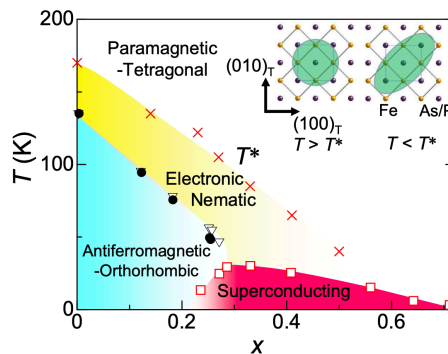 200
100
0
T (K)
Paramagnetic
-Tetragonal
(010)T
(100)T
Fe
As/P
T > T*
T < T*
T*
Electronic
Nematic
Antiferromagnetic
-Orthorhombic
Superconducting
0
0.2
0.4
0.6
x